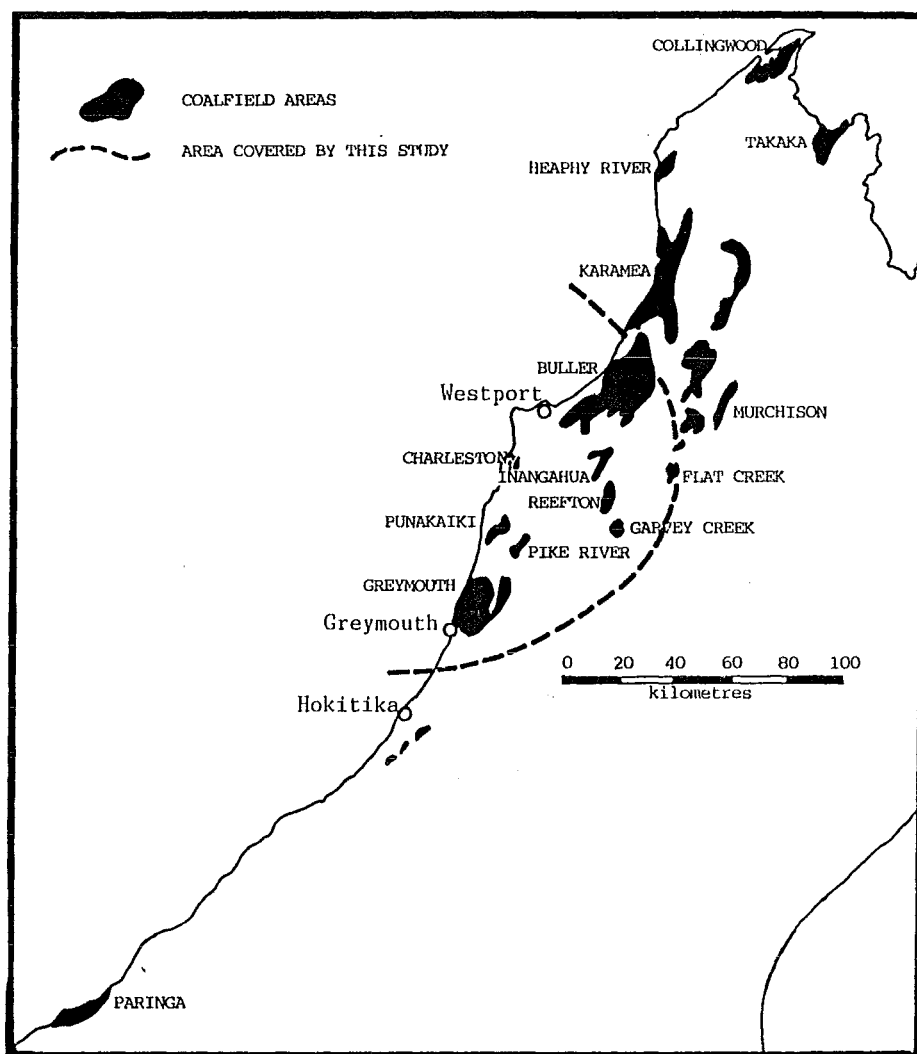 COLLINGWOOD
COALFIELD AREAS
AREA COVERED BY THIS STUDY
TAKAKA
HEAPHY RIVER
KARAMEA
BULLER
Westport
MURCHISON
CHARLESTON
INANGAHUA
FLAT CREEK
REEFTON
PUNAKAIKI
GARVEY CREEK
PIKE RIVER
GREYMOUTH
Greymouth
0 20 40 60 80 100
kilometres
Hokitika
PARINGA